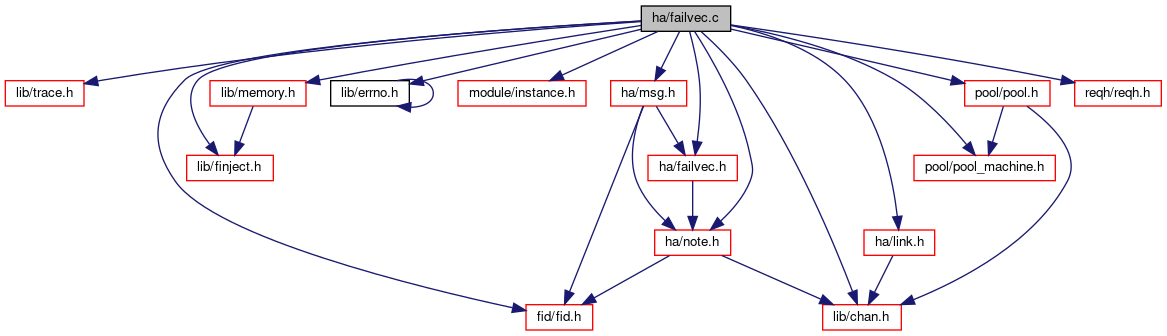 ha/failvec.c
lib/trace.h
lib/memory.h
lib/errno.h
module/instance.h
ha/msg.h
pool/pool.h
reqh/reqh.h
lib/finject.h
ha/failvec.h
pool/pool_machine.h
ha/note.h
ha/link.h
fid/fid.h
lib/chan.h